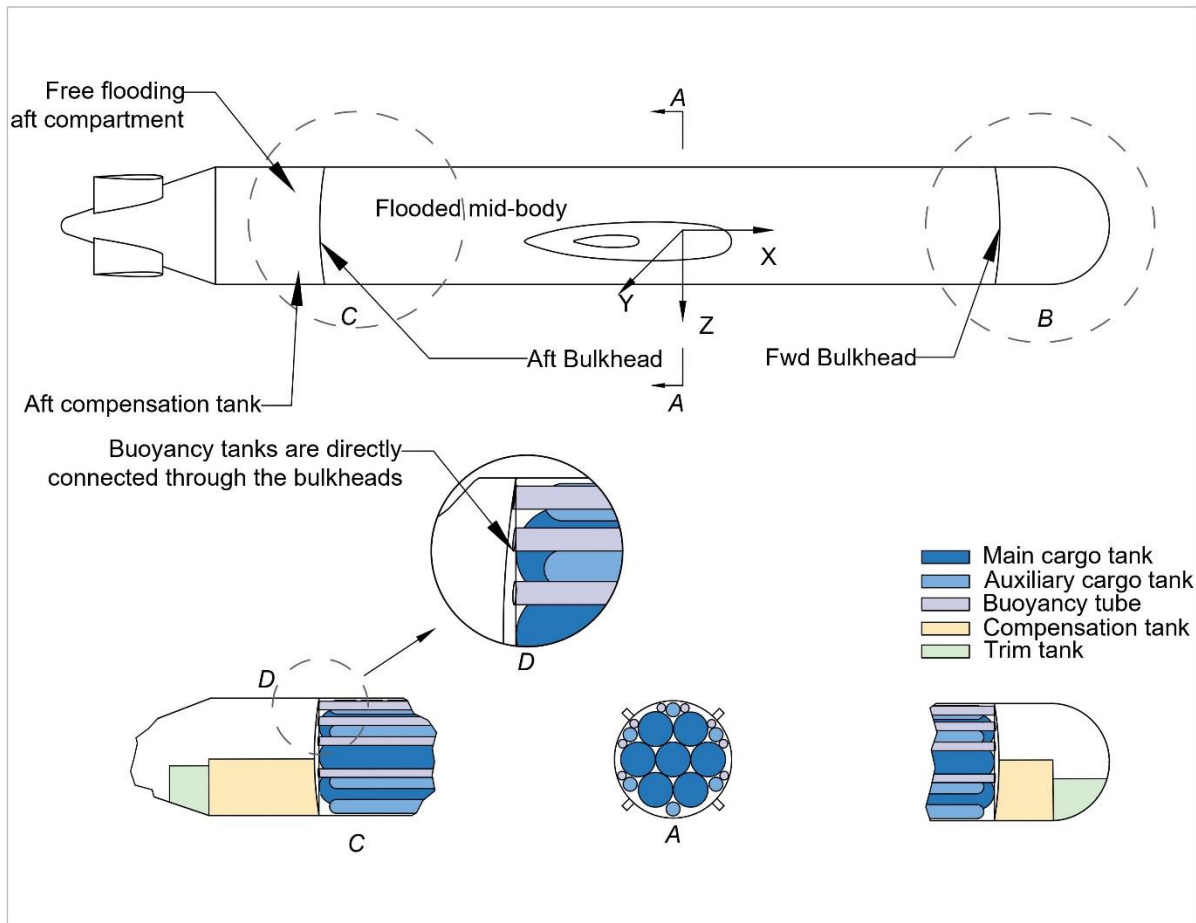 Free flooding
aft compartment
A
Flooded mid-body
X
Y
Z
C
B
Aft Bulkhead
Fwd Bulkhead
A
Aft compensation tank
Buoyancy tanks are directly
connected through the bulkheads
D
Main cargo tank
Auxiliary cargo tank
Buoyancy tube
Compensation tank
Trim tank
D
C
A